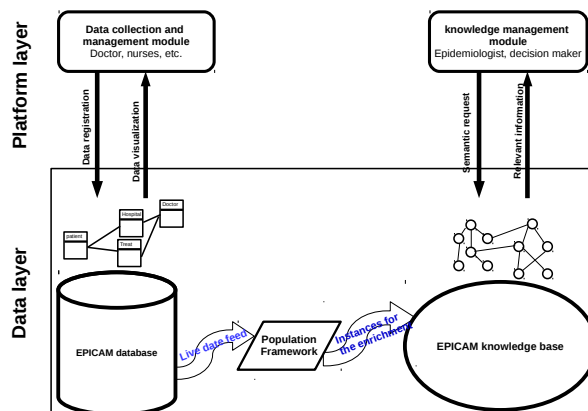 Platform layer
Data collection and
management module
Doctor, nurses, etc.
knowledge management
module
Epidemiologist, decision maker
Data registration
Data visualization
Semantic request
Relevant information
Data layer
patient
Hospital
Treat
Doctor
EPICAM database
Live date feed
Population
Framework
Instances for
the enrichment
EPICAM knowledge base